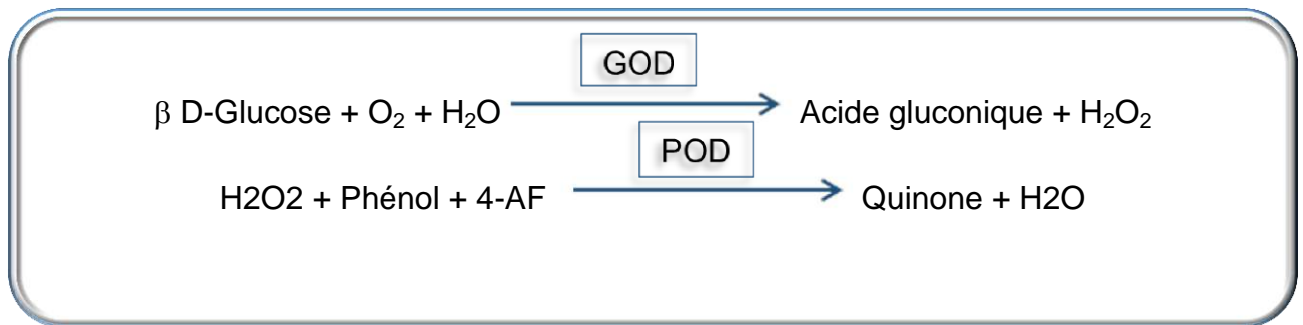 GOD
β D-Glucose + O₂ + H₂O Acide gluconique + H₂O₂
POD
H2O2 + Phénol + 4-AF Quinone + H2O